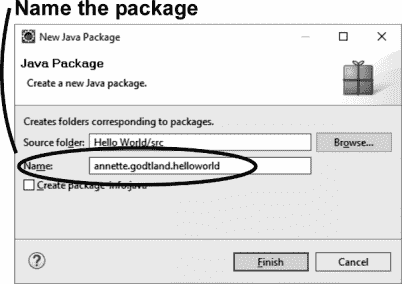 Name the package
New Java Package
Java Package
Create a new Java package.
Creates folders corresponding to packages.
Source folder: Hello World/src Browse...
Name: annette.godtland.helloworld
Create package-info.java
Finish Cancel